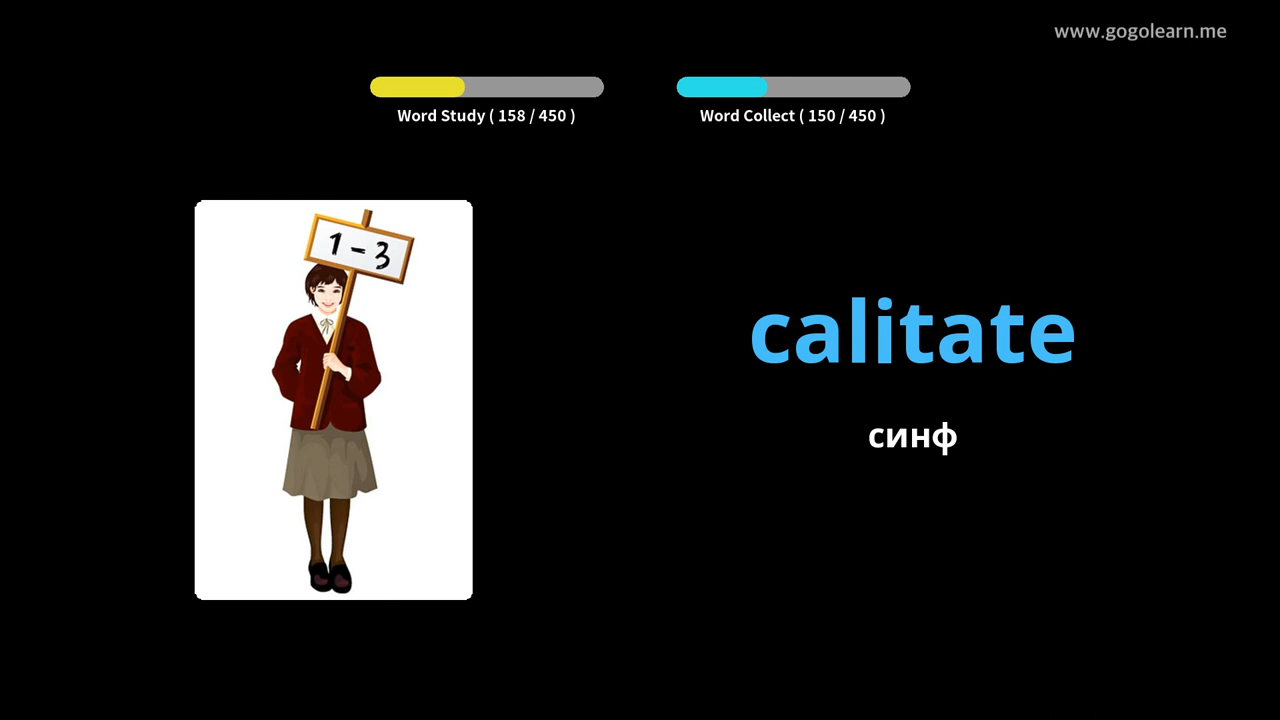 www.gogolearn.me
Word Study ( 158 / 450 )
Word Collect ( 150 / 450 )
1 - 3
calitate
синф